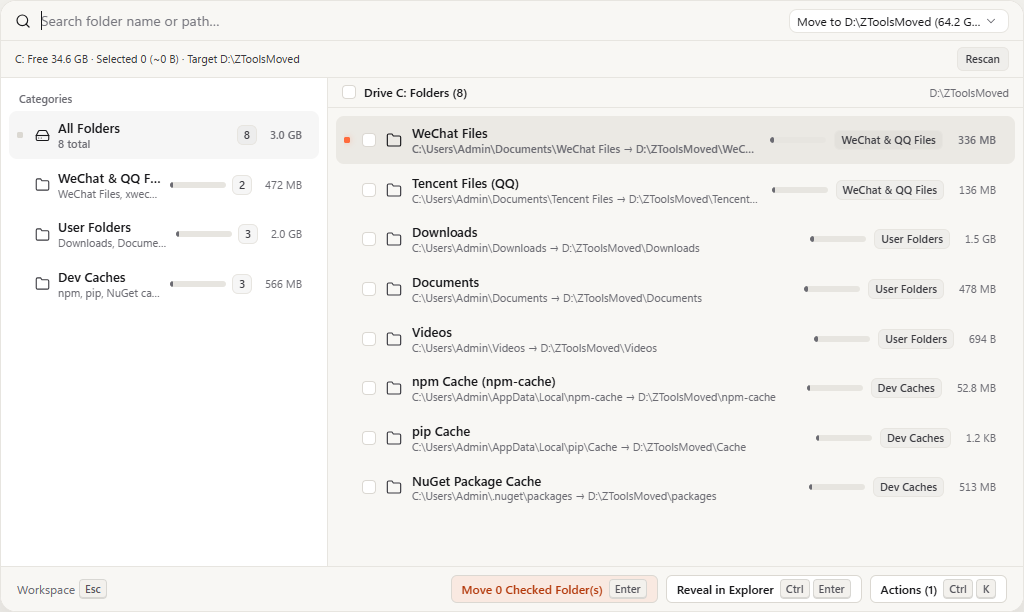 Search folder name or path...
Move to D:\ZToolsMoved (64.2 G...
C: Free 34.6 GB · Selected 0 (~0 B) · Target D:\ZToolsMoved
Rescan
Categories
All Folders
8 total
8
3.0 GB
WeChat & QQ F...
WeChat Files, xwec...
2
472 MB
User Folders
Downloads, Docume...
3
2.0 GB
Dev Caches
npm, pip, NuGet ca...
3
566 MB
Drive C: Folders (8)
D:\ZToolsMoved
WeChat Files
C:\Users\Admin\Documents\WeChat Files → D:\ZToolsMoved\WeC...
WeChat & QQ Files
336 MB
Tencent Files (QQ)
C:\Users\Admin\Documents\Tencent Files → D:\ZToolsMoved\Tencent...
WeChat & QQ Files
136 MB
Downloads
C:\Users\Admin\Downloads → D:\ZToolsMoved\Downloads
User Folders
1.5 GB
Documents
C:\Users\Admin\Documents → D:\ZToolsMoved\Documents
User Folders
478 MB
Videos
C:\Users\Admin\Videos → D:\ZToolsMoved\Videos
User Folders
694 B
npm Cache (npm-cache)
C:\Users\Admin\AppData\Local\npm-cache → D:\ZToolsMoved\npm-cache
Dev Caches
52.8 MB
pip Cache
C:\Users\Admin\AppData\Local\pip\Cache → D:\ZToolsMoved\Cache
Dev Caches
1.2 KB
NuGet Package Cache
C:\Users\Admin\.nuget\packages → D:\ZToolsMoved\packages
Dev Caches
513 MB
Workspace Esc
Move 0 Checked Folder(s) Enter
Reveal in Explorer Ctrl Enter
Actions (1) Ctrl K